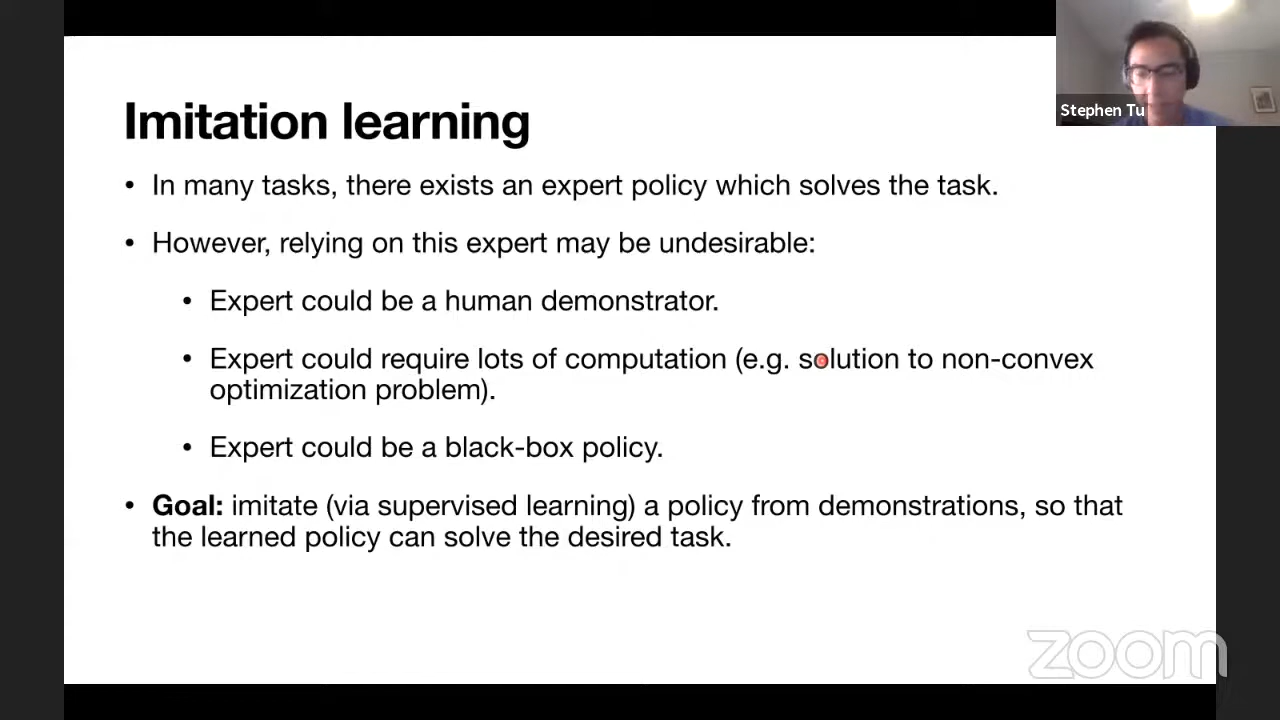 Stephen Tu
Imitation learning
• In many tasks, there exists an expert policy which solves the task.
• However, relying on this expert may be undesirable:
• Expert could be a human demonstrator.
• Expert could require lots of computation (e.g. solution to non-convex
optimization problem).
• Expert could be a black-box policy.
• Goal: imitate (via supervised learning) a policy from demonstrations, so that
the learned policy can solve the desired task.
zoom